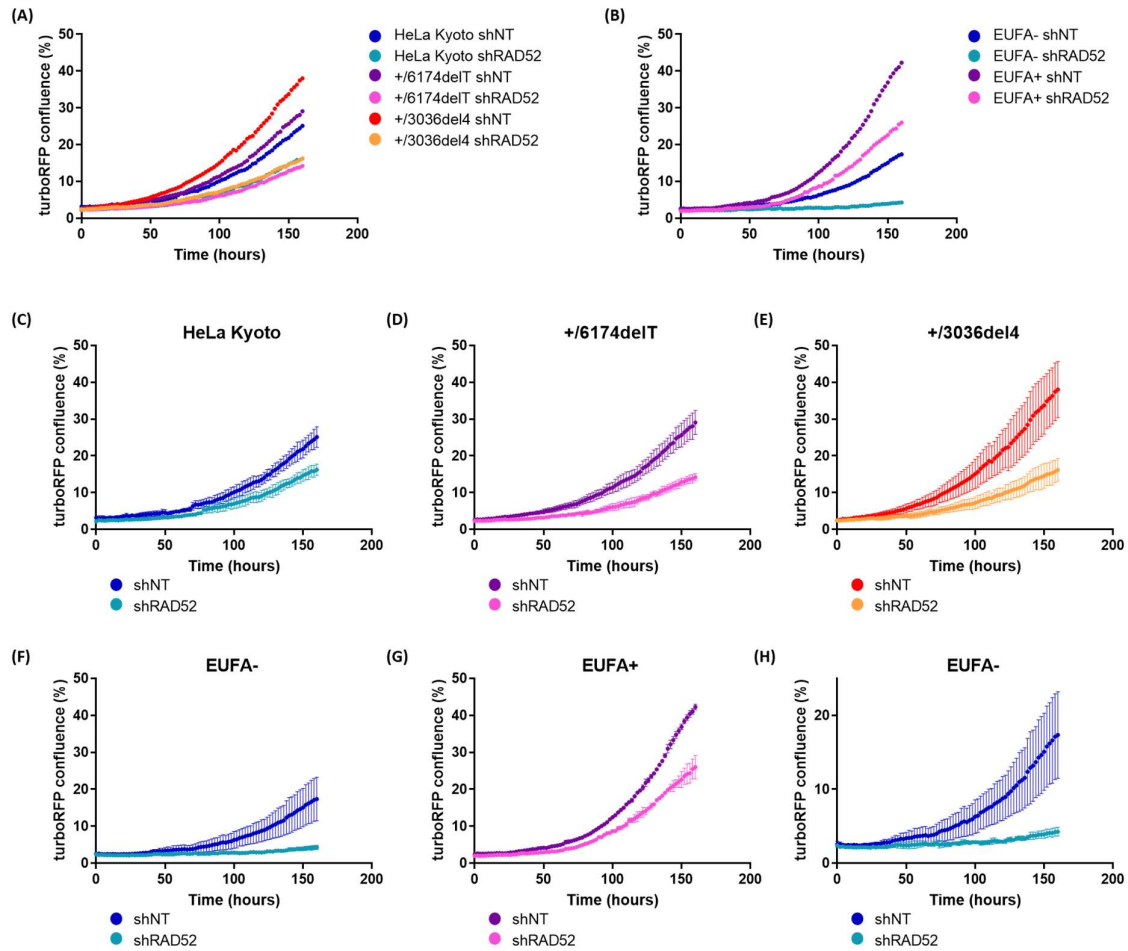 (A)
50
40
30
20
10
0
turboRFP confluence (%)
0 50 100 150 200
Time (hours)
HeLa Kyoto shNT
HeLa Kyoto shRAD52
+/6174delT shNT
+/6174delT shRAD52
+/3036del4 shNT
+/3036del4 shRAD52
(B)
50
40
30
20
10
0
turboRFP confluence (%)
0 50 100 150 200
Time (hours)
EUFA- shNT
EUFA- shRAD52
EUFA+ shNT
EUFA+ shRAD52
(C)
HeLa Kyoto
50
40
30
20
10
0
turboRFP confluence (%)
0 50 100 150 200
Time (hours)
shNT
shRAD52
(D)
+/6174delT
50
40
30
20
10
0
turboRFP confluence (%)
0 50 100 150 200
Time (hours)
shNT
shRAD52
(E)
+/3036del4
50
40
30
20
10
0
turboRFP confluence (%)
0 50 100 150 200
Time (hours)
shNT
shRAD52
(F)
EUFA-
50
40
30
20
10
0
turboRFP confluence (%)
0 50 100 150 200
Time (hours)
shNT
shRAD52
(G)
EUFA+
50
40
30
20
10
0
turboRFP confluence (%)
0 50 100 150 200
Time (hours)
shNT
shRAD52
(H)
EUFA-
20
10
0
turboRFP confluence (%)
0 50 100 150 200
Time (hours)
shNT
shRAD52